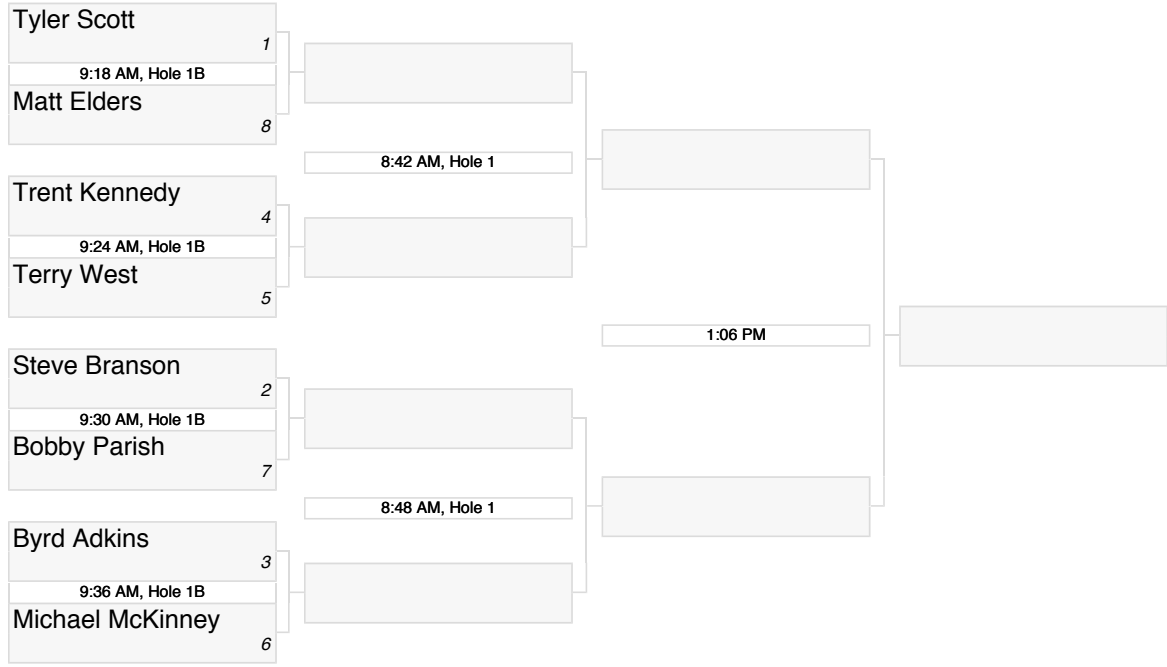 Tyler Scott
1
9:18 AM, Hole 1B
Matt Elders
8
8:42 AM, Hole 1
Trent Kennedy
4
9:24 AM, Hole 1B
Terry West
5
1:06 PM
Steve Branson
2
9:30 AM, Hole 1B
Bobby Parish
7
8:48 AM, Hole 1
Byrd Adkins
3
9:36 AM, Hole 1B
Michael McKinney
6